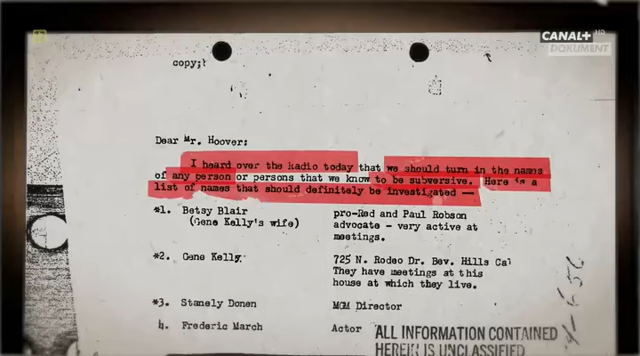 CANAL+ HD
DOKUMENT
copy;t
Dear Mr. Hoover:
I heard over the Radio today that we should turn in the names
of any person or persons that we know to be subversive. Here is a
list of names that should definitely be investigated —
*1. Betsy Blair pro-Red and Paul Robson
(Gene Kelly's wife) advocate - very active at
meetings.
*2. Gene Kelly 725 N. Rodeo Dr. Bev. Hills Cal
They have meetings at this
house at which they live.
*3. Stanely Donen MGM Director
4. Frederic March Actor
ALL INFORMATION CONTAINED
HEREIN IS UNCLASSIFIED